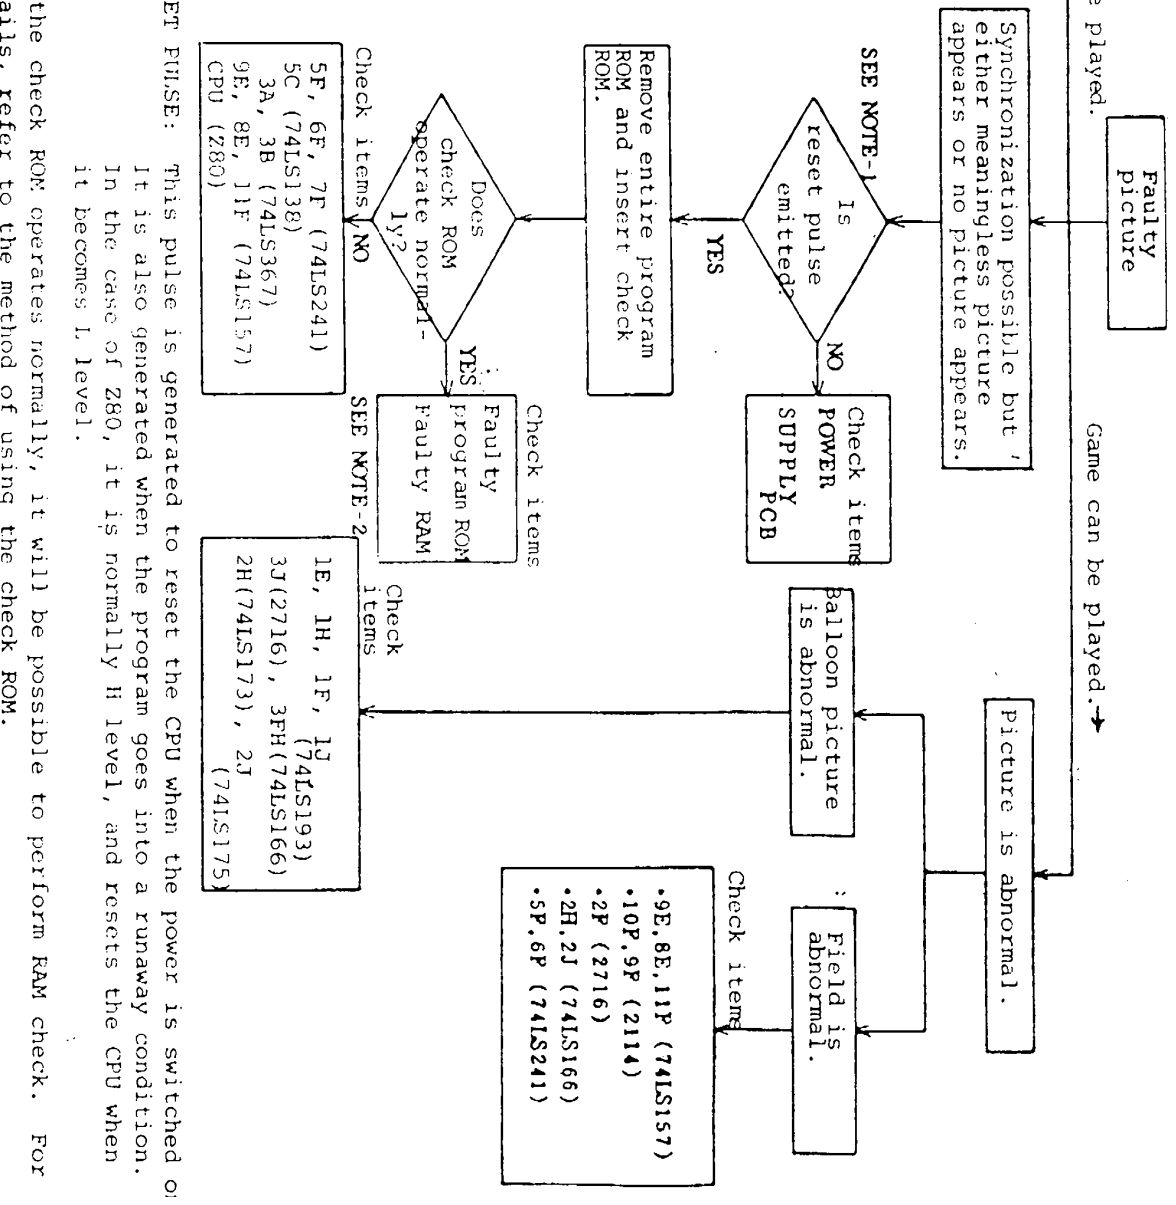 played.
Faulty
picture
Game can be played.→
Synchronization possible but
either meaningless picture
appears or no picture appears.
Picture is abnormal.
SEE NOTE-1
Is
reset pulse
emitted?
NO
Check items
POWER
SUPPLY
PCB
YES
Balloon picture
is abnormal.
Field is
abnormal.
Remove entire program
ROM and insert check
ROM.
Does
check ROM
operate normal-
ly?
YES
Check items
Faulty
program ROM
Faulty RAM
SEE NOTE-2
Check items
•9E,8E,11P (74LS157)
•10P,9P (2114)
•2P (2716)
•2H,2J (74LS166)
•5P,6P (74LS241)
NO
Check items
5F, 6F, 7F (74LS241)
5C (74LS138)
3A, 3B (74LS367)
9E, 8E, 11F (74LS157)
CPU (Z80)
Check
items
1E, 1H, 1F, 1J
(74LS193)
3J(2716), 3FH(74LS166)
2H(74LS173), 2J
(74LS175)
ET PULSE: This pulse is generated to reset the CPU when the power is switched
It is also generated when the program goes into a runaway condition.
In the case of Z80, it is normally H level, and resets the CPU when
it becomes L level.
the check ROM operates normally, it will be possible to perform RAM check. For
ails, refer to the method of using the check ROM.